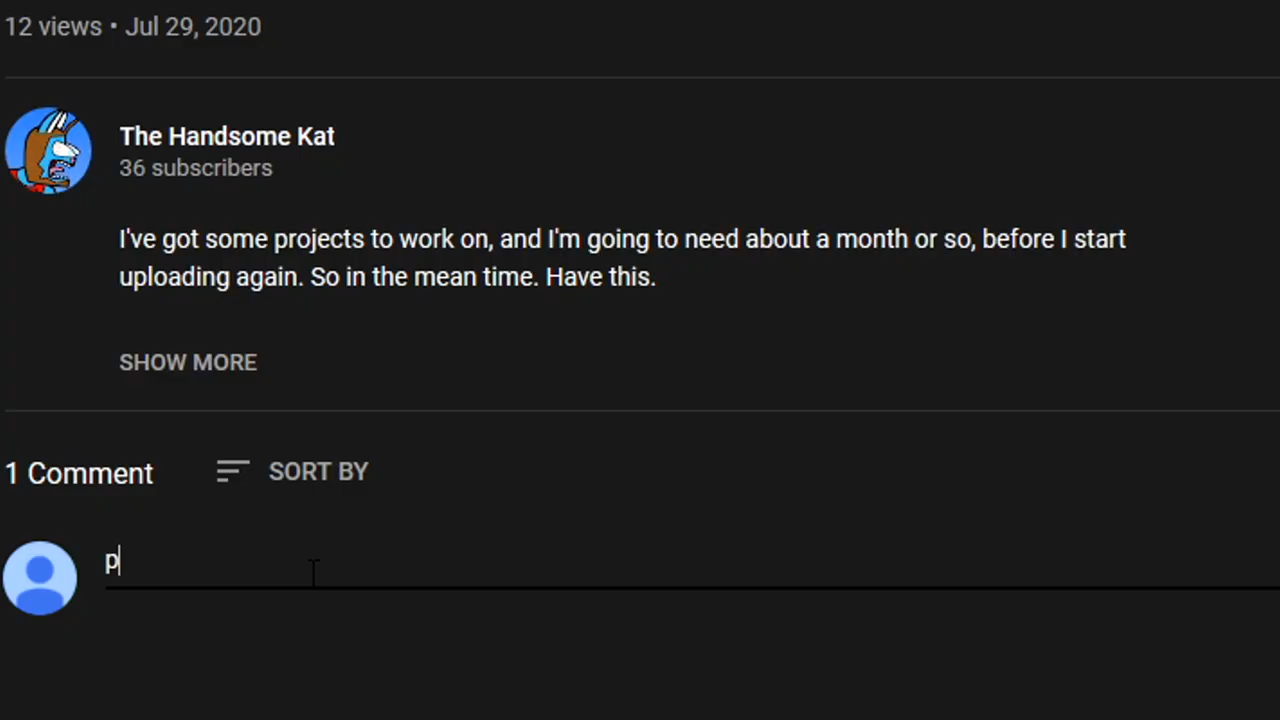 12 views • Jul 29, 2020
The Handsome Kat
36 subscribers
I've got some projects to work on, and I'm going to need about a month or so, before I start
uploading again. So in the mean time. Have this.
SHOW MORE
1 Comment SORT BY
p